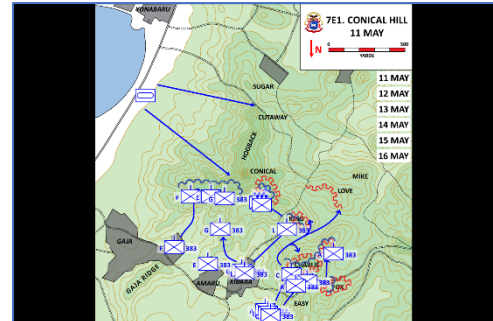 7E1. CONICAL HILL
11 MAY
N
0
500
YARDS
YONABARU
11 MAY
12 MAY
13 MAY
14 MAY
15 MAY
16 MAY
SUGAR
CUTAWAY
HOGBACK
CONICAL
MIKE
LOVE
F
E
G
383
KING
G
383
L
383
GAJA
F
383
GAJA RIDGE
E
383
L
383
AMARU
KIBARA
CHARLIE
C
A
383
A
383
FOX
EASY